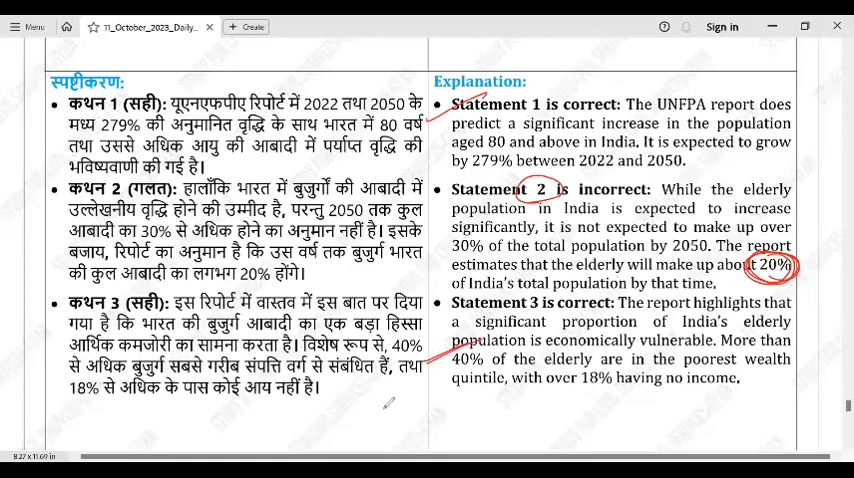 Menu
11_October_2023_Daily...
Create
Sign in
स्पष्टीकरण:
• कथन 1 (सही): यूएनएफपीए रिपोर्ट में 2022 तथा 2050 के
मध्य 279% की अनुमानित वृद्धि के साथ भारत में 80 वर्ष
तथा उससे अधिक आयु की आबादी में पर्याप्त वृद्धि की
भविष्यवाणी की गई है।
• कथन 2 (गलत): हालाँकि भारत में बुजुर्गों की आबादी में
उल्लेखनीय वृद्धि होने की उम्मीद है, परन्तु 2050 तक कुल
आबादी का 30% से अधिक होने का अनुमान नहीं है। इसके
बजाय, रिपोर्ट का अनुमान है कि उस वर्ष तक बुजुर्ग भारत
की कुल आबादी का लगभग 20% होंगे।
• कथन 3 (सही): इस रिपोर्ट में वास्तव में इस बात पर दिया
गया है कि भारत की बुजुर्ग आबादी का एक बड़ा हिस्सा
आर्थिक कमजोरी का सामना करता है। विशेष रूप से, 40%
से अधिक बुजुर्ग सबसे गरीब संपत्ति वर्ग से संबंधित हैं, तथा
18% से अधिक के पास कोई आय नहीं है।
Explanation:
• Statement 1 is correct: The UNFPA report does
predict a significant increase in the population
aged 80 and above in India. It is expected to grow
by 279% between 2022 and 2050.
• Statement 2 is incorrect: While the elderly
population in India is expected to increase
significantly, it is not expected to make up over
30% of the total population by 2050. The report
estimates that the elderly will make up about 20%
of India's total population by that time.
• Statement 3 is correct: The report highlights that
a significant proportion of India's elderly
population is economically vulnerable. More than
40% of the elderly are in the poorest wealth
quintile, with over 18% having no income.
8.27 x 11.69 in